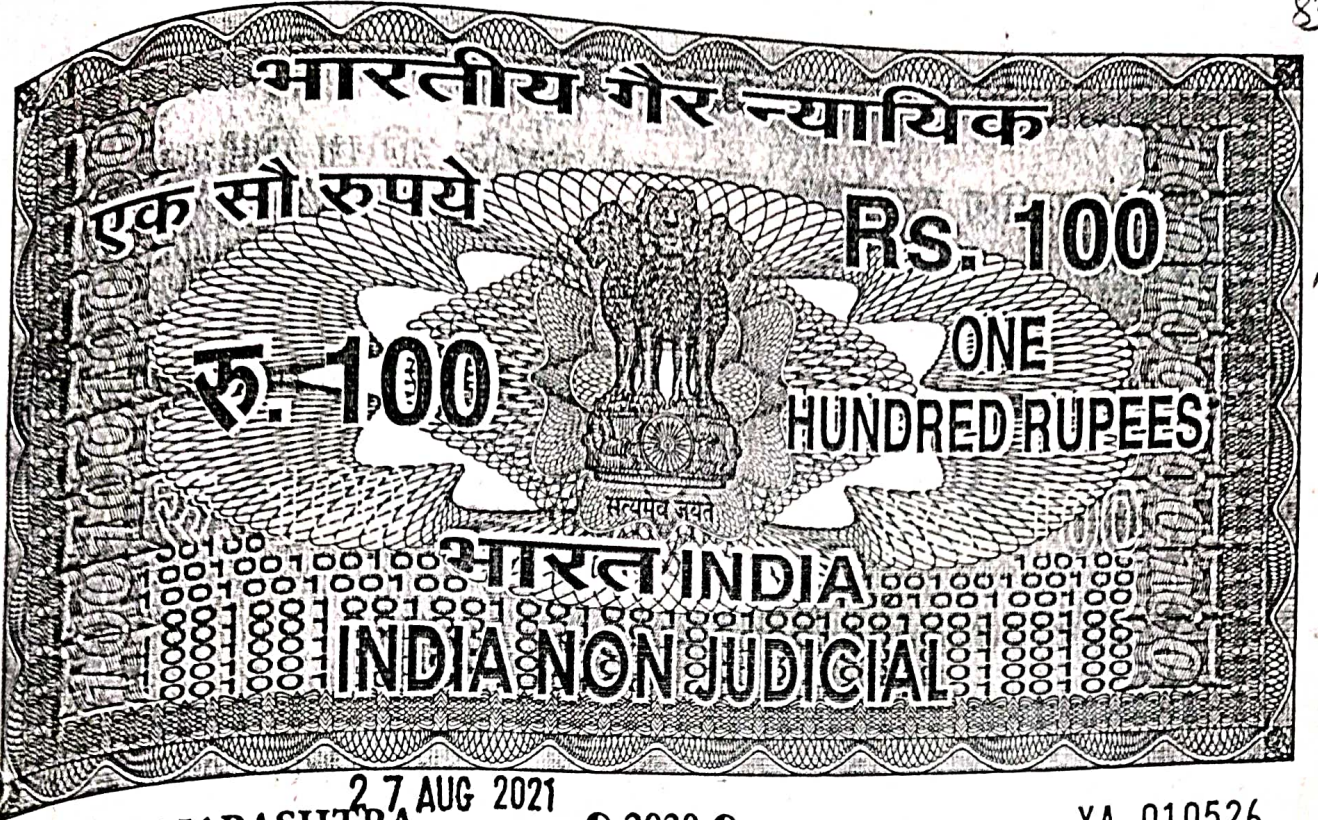 भारतीय गैर न्यायिक
एक सौ रुपये
Rs. 100
रु. 100
ONE
HUNDRED RUPEES
सत्यमेव जयते
भारत INDIA
INDIA NON JUDICIAL
27 AUG 2021
2020